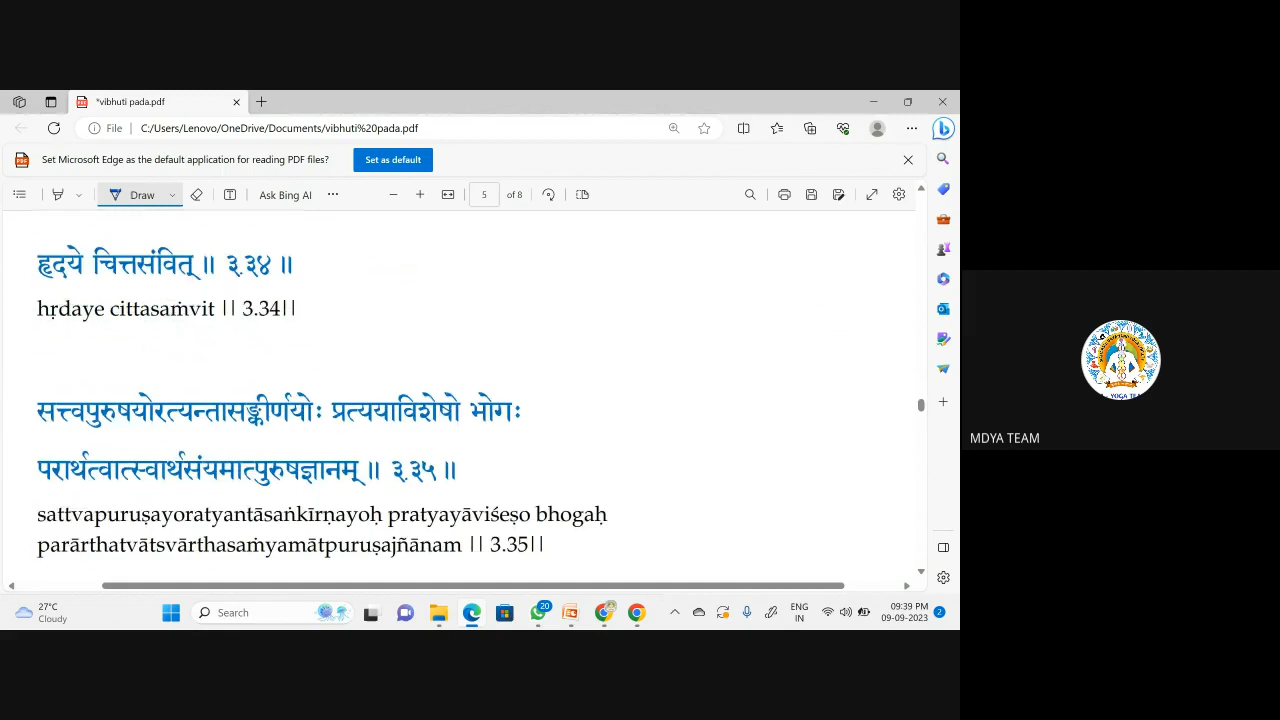 *vibhuti pada.pdf
File
C:/Users/Lenovo/OneDrive/Documents/vibhuti%20pada.pdf
Set Microsoft Edge as the default application for reading PDF files?
Set as default
Draw
Ask Bing AI
5
of 8
हृदये चित्तसंवित् ॥ ३.३४ ॥
hṛdaye cittasaṁvit || 3.34||
सत्त्वपुरुषयोरत्यन्तासङ्कीर्णयोः प्रत्ययाविशेषो भोगः
परार्थत्वात्स्वार्थसंयमात्पुरुषज्ञानम् ॥ ३.३५ ॥
sattvapuruṣayoratyantāsaṅkīrṇayoḥ pratyayāviśeṣo bhogaḥ
parārthatvātsvārthasaṁyamātpuruṣajñānam || 3.35||
MDYA TEAM
27°C
Cloudy
Search
20
ENG
IN
09:39 PM
09-09-2023
2